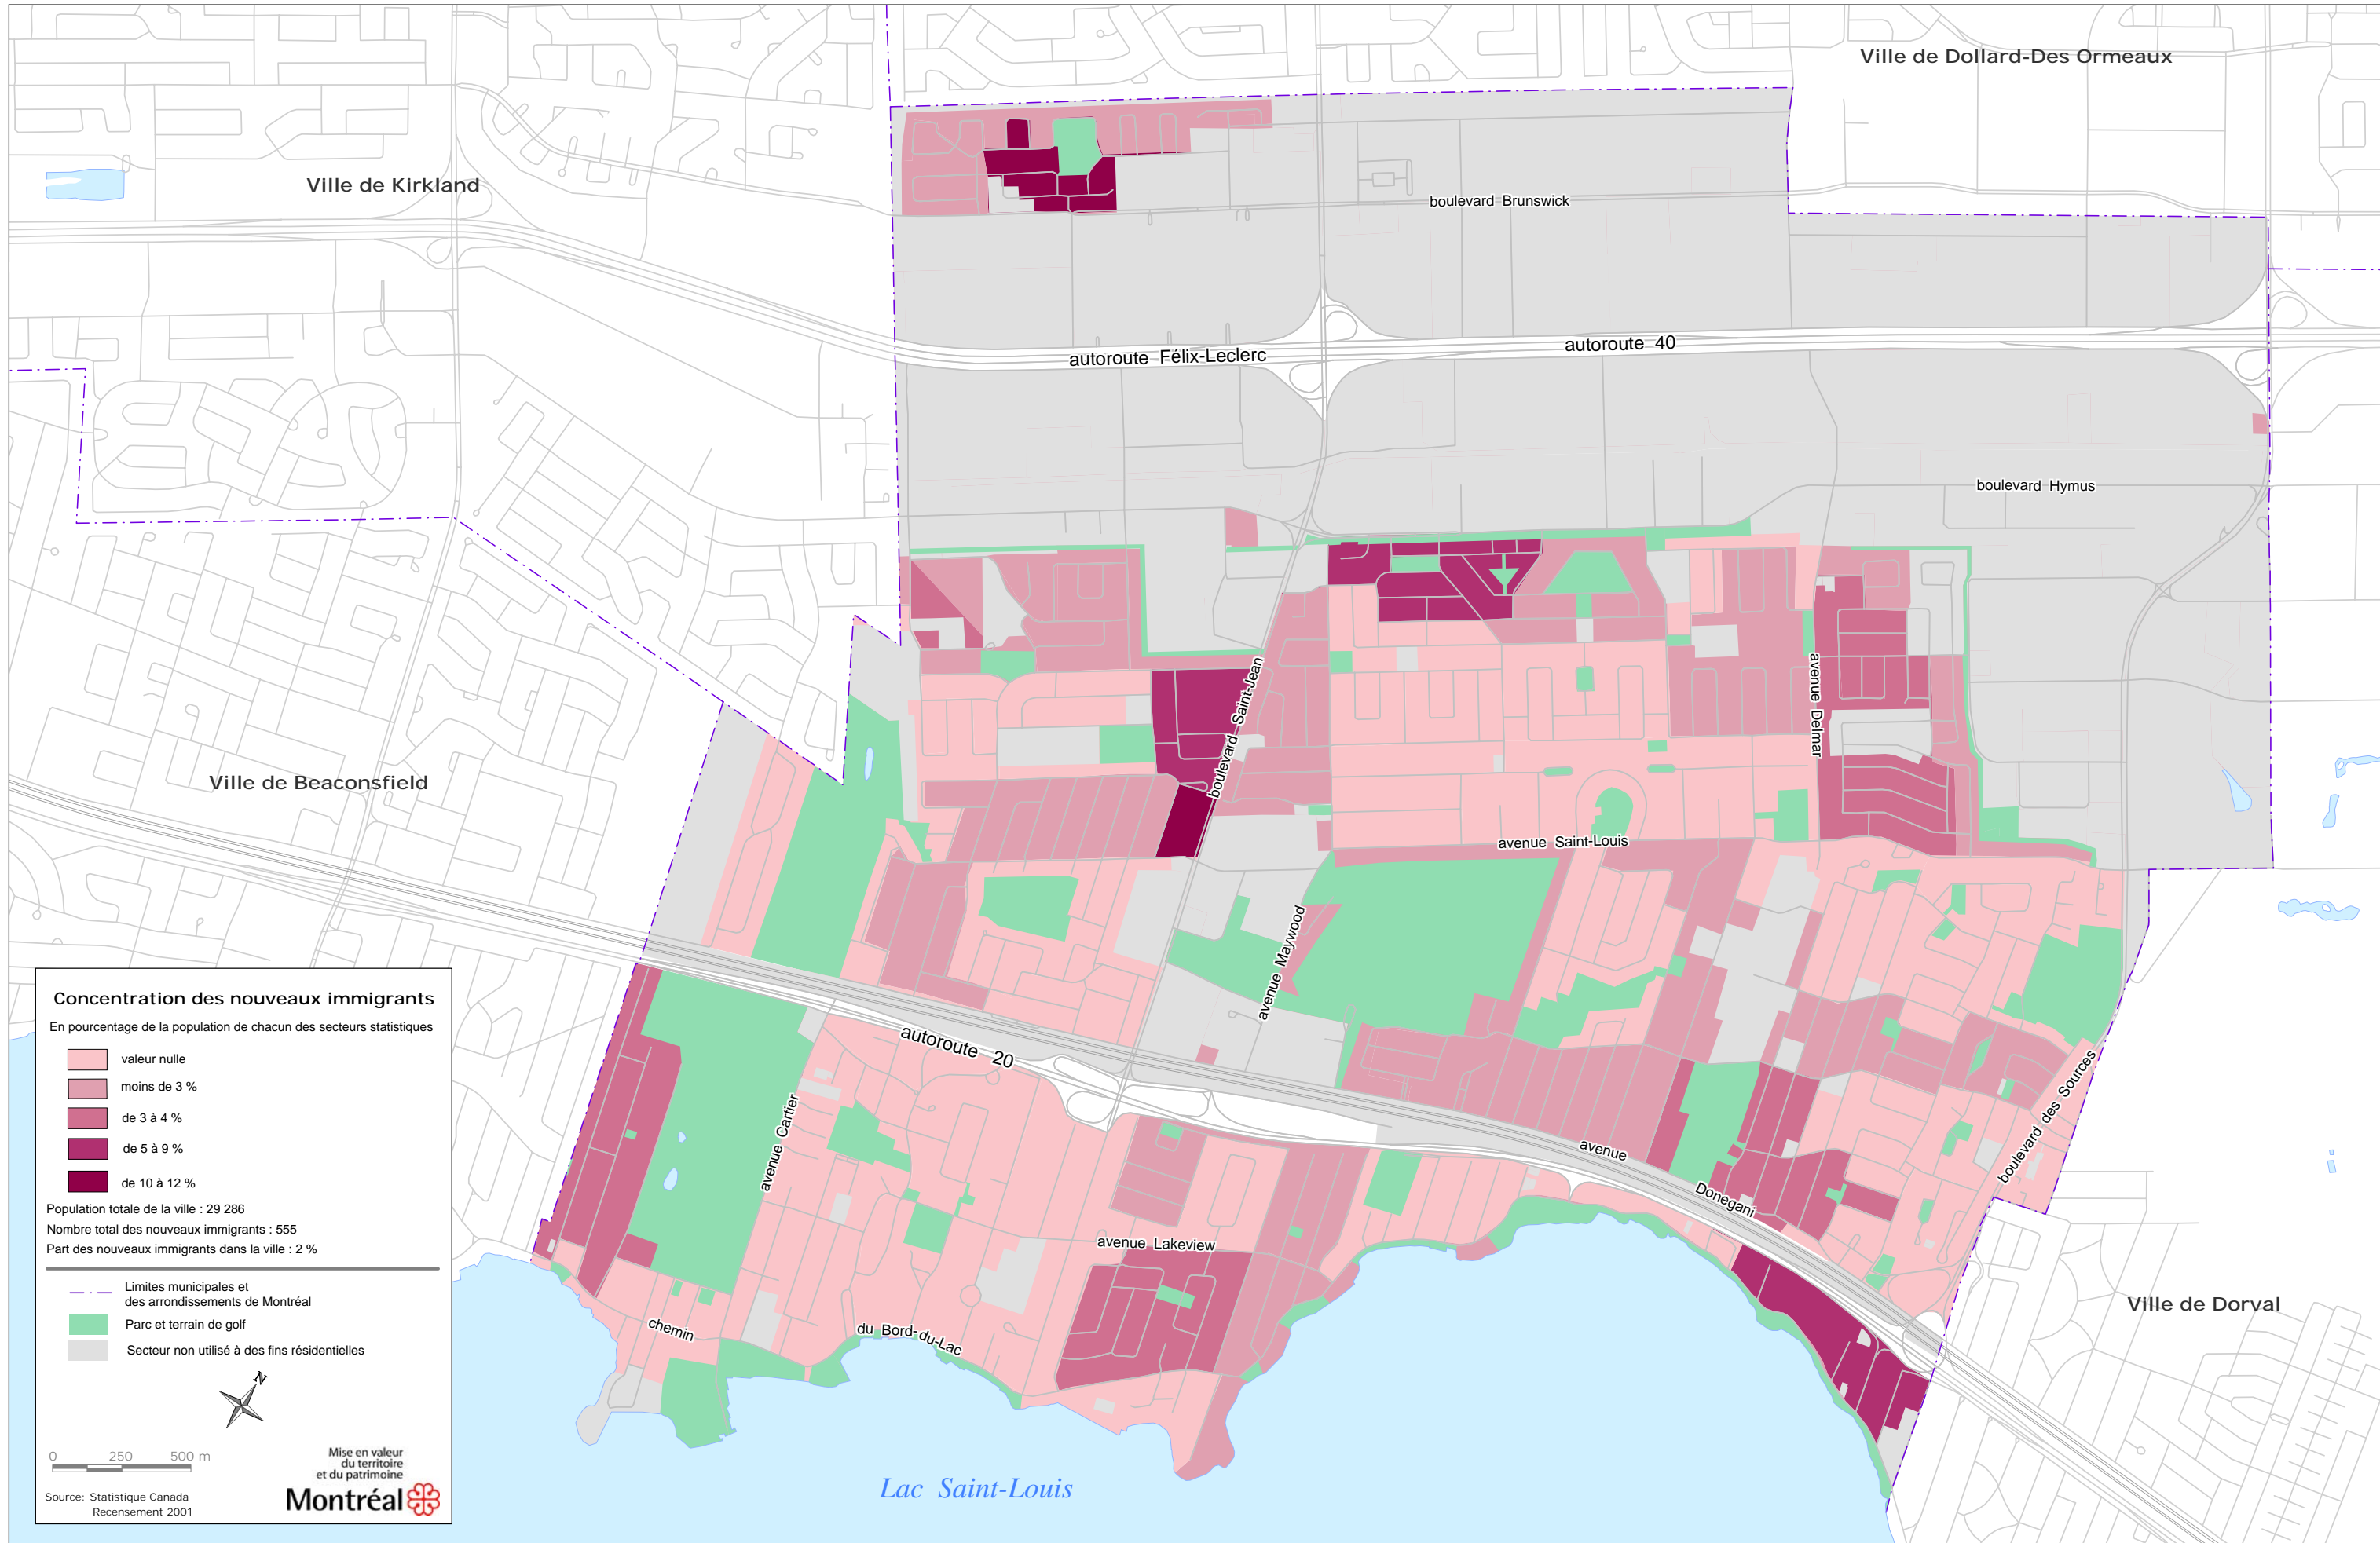 Ville de Dollard-Des Ormeaux
Ville de Kirkland
boulevard Brunswick
autoroute Félix-Leclerc
autoroute 40
boulevard Hymus
avenue Delmar
boulevard Saint-Jean
Ville de Beaconsfield
avenue Saint-Louis
avenue Maywood
autoroute 20
avenue Cartier
boulevard des Sources
avenue Donegani
avenue Lakeview
chemin du Bord-du-Lac
Ville de Dorval
Lac Saint-Louis
Concentration des nouveaux immigrants
En pourcentage de la population de chacun des secteurs statistiques
valeur nulle
moins de 3 %
de 3 à 4 %
de 5 à 9 %
de 10 à 12 %
Population totale de la ville : 29 286
Nombre total des nouveaux immigrants : 555
Part des nouveaux immigrants dans la ville : 2 %
Limites municipales et
des arrondissements de Montréal
Parc et terrain de golf
Secteur non utilisé à des fins résidentielles
N
0 250 500 m
Mise en valeur
du territoire
et du patrimoine
Montréal
Source: Statistique Canada
Recensement 2001